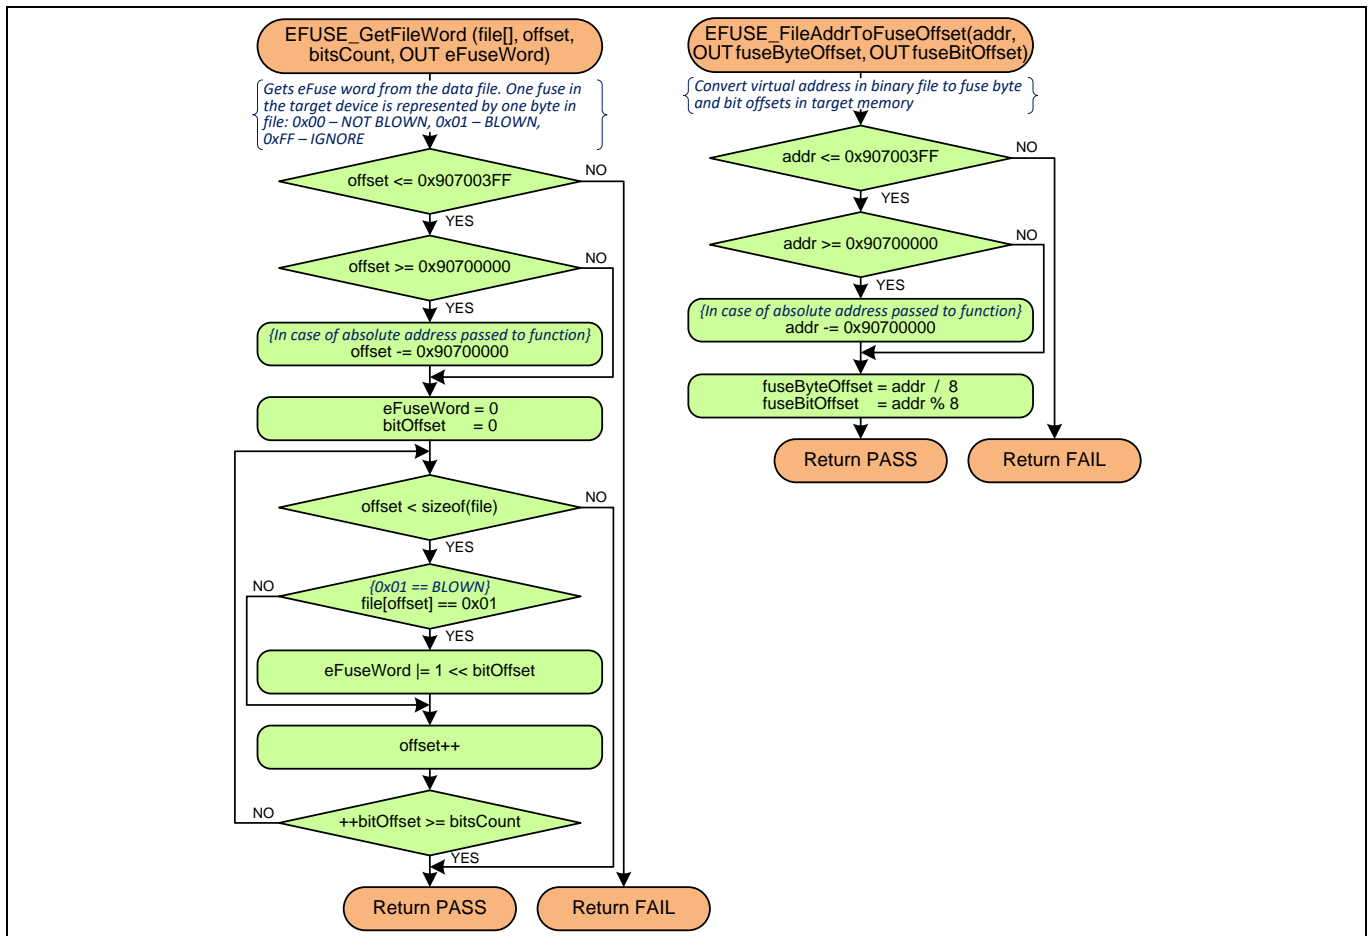 EFUSE_GetFileWord (file[], offset,
bitsCount, OUT eFuseWord)
Gets eFuse word from the data file. One fuse in
the target device is represented by one byte in
file: 0x00 – NOT BLOWN, 0x01 – BLOWN,
0xFF – IGNORE
offset <= 0x907003FF
NO
YES
offset >= 0x90700000
NO
YES
{In case of absolute address passed to function}
offset -= 0x90700000
eFuseWord = 0
bitOffset = 0
offset < sizeof(file)
NO
YES
{0x01 == BLOWN}
file[offset] == 0x01
NO
YES
eFuseWord |= 1 << bitOffset
offset++
++bitOffset >= bitsCount
NO
YES
Return PASS
Return FAIL
EFUSE_FileAddrToFuseOffset(addr,
OUT fuseByteOffset, OUT fuseBitOffset)
Convert virtual address in binary file to fuse byte
and bit offsets in target memory
addr <= 0x907003FF
NO
YES
addr >= 0x90700000
NO
YES
{In case of absolute address passed to function}
addr -= 0x90700000
fuseByteOffset = addr / 8
fuseBitOffset = addr % 8
Return PASS
Return FAIL